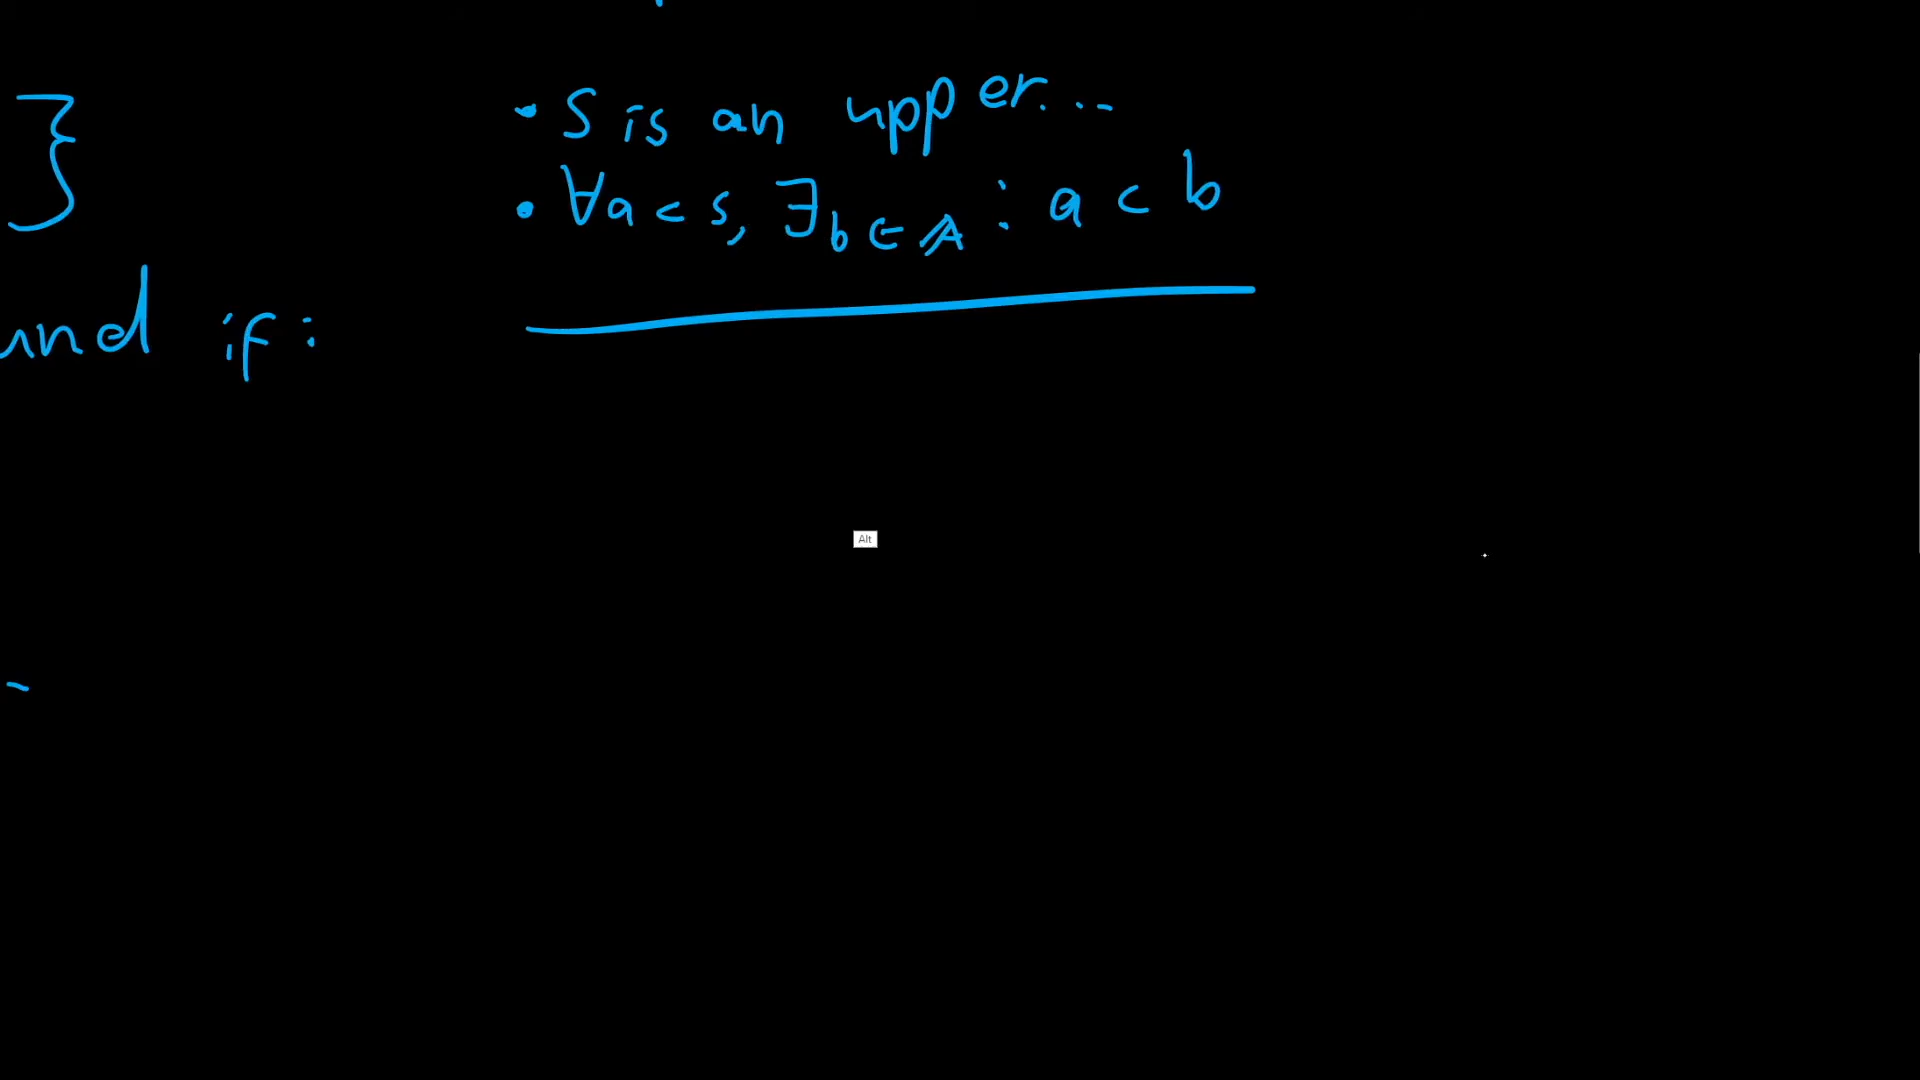 • S is an upper...
}
• ∀a < s, ∃b∈𝔸 : a < b
und if:
Alt